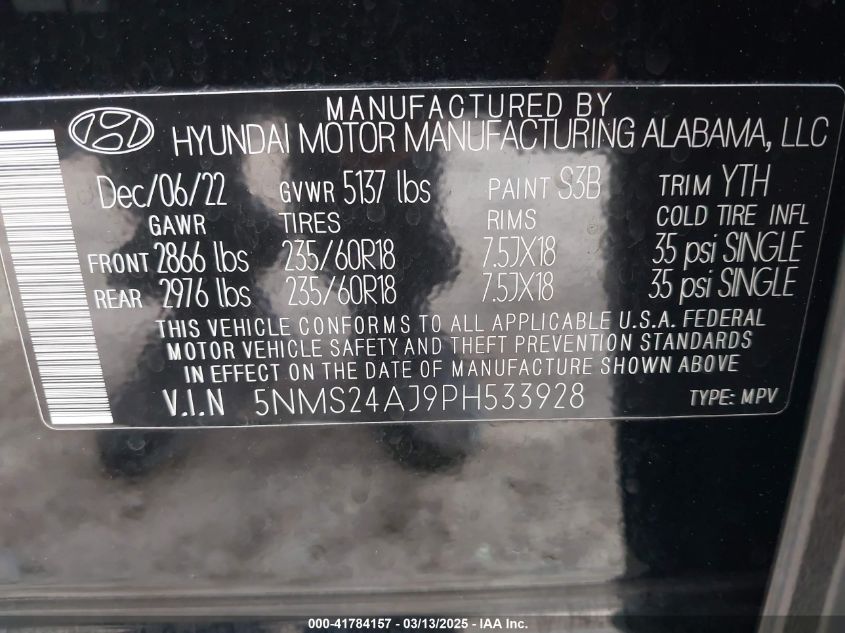 MANUFACTURED BY
HYUNDAI MOTOR MANUFACTURING ALABAMA, LLC
Dec/06/22 GVWR 5137 lbs PAINT S3B TRIM YTH
GAWR TIRES RIMS COLD TIRE INFL
FRONT 2866 lbs 235/60R18 7.5JX18 35 psi SINGLE
REAR 2976 lbs 235/60R18 7.5JX18 35 psi SINGLE
THIS VEHICLE CONFORMS TO ALL APPLICABLE U.S.A. FEDERAL
MOTOR VEHICLE SAFETY AND THEFT PREVENTION STANDARDS
IN EFFECT ON THE DATE OF MANUFACTURE SHOWN ABOVE
V.I.N 5NMS24AJ9PH533928 TYPE: MPV
000-41784157 - 03/13/2025 - IAA Inc.